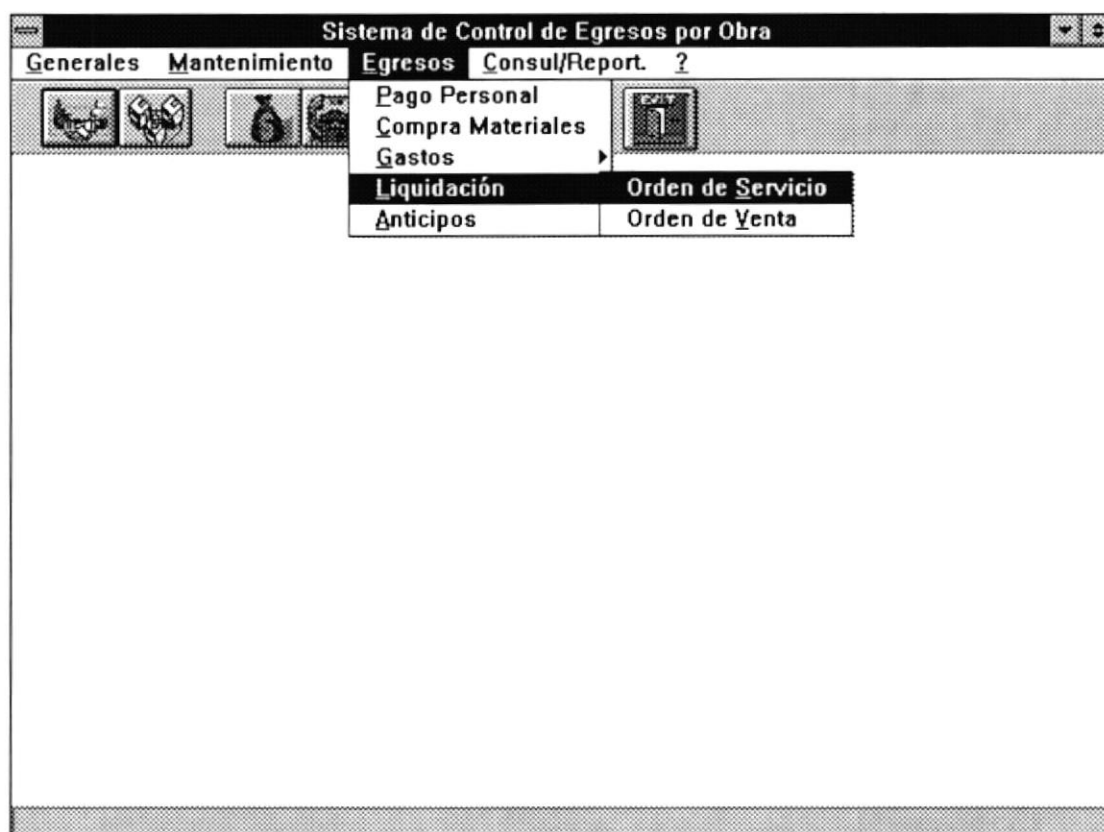 Sistema de Control de Egresos por Obra
Generales Mantenimiento Egresos Consul/Report. ?
Pago Personal
Compra Materiales
Gastos
Liquidación Orden de Servicio
Anticipos Orden de Venta
EXIT